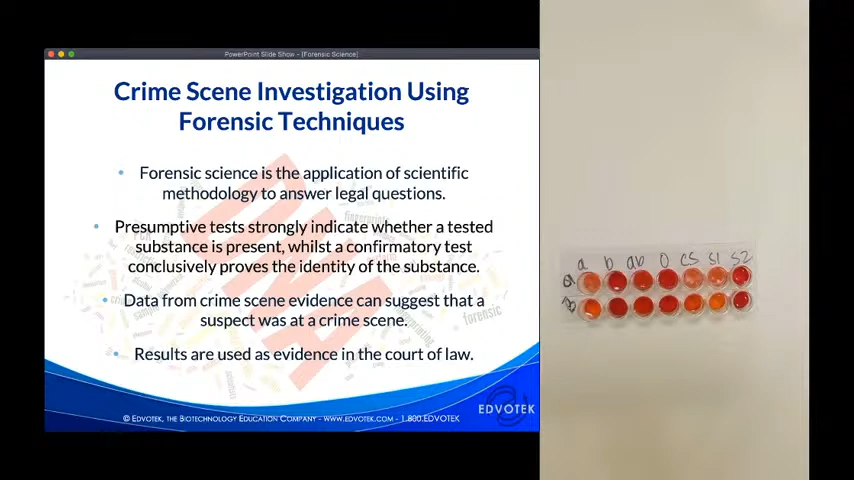 PowerPoint Slide Show - [Forensic Science]
Crime Scene Investigation Using
Forensic Techniques
• Forensic science is the application of scientific
methodology to answer legal questions.
• Presumptive tests strongly indicate whether a tested
substance is present, whilst a confirmatory test
conclusively proves the identity of the substance.
• Data from crime scene evidence can suggest that a
suspect was at a crime scene.
• Results are used as evidence in the court of law.
DNA
fingerprinting
forensic
EDVOTEK
© EDVOTEK, THE BIOTECHNOLOGY EDUCATION COMPANY - WWW.EDVOTEK.COM - 1.800.EDVOTEK
a b ab O CS S1 S2
a
B